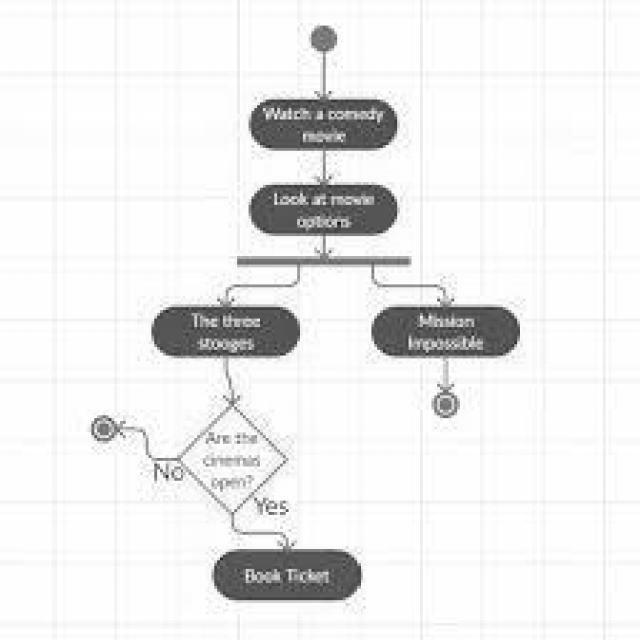 Watch a comedy
movie
Look at movie
options
The three
stooges
Mission
Impossible
Are the
cinemas
open?
No
Yes
Book Ticket